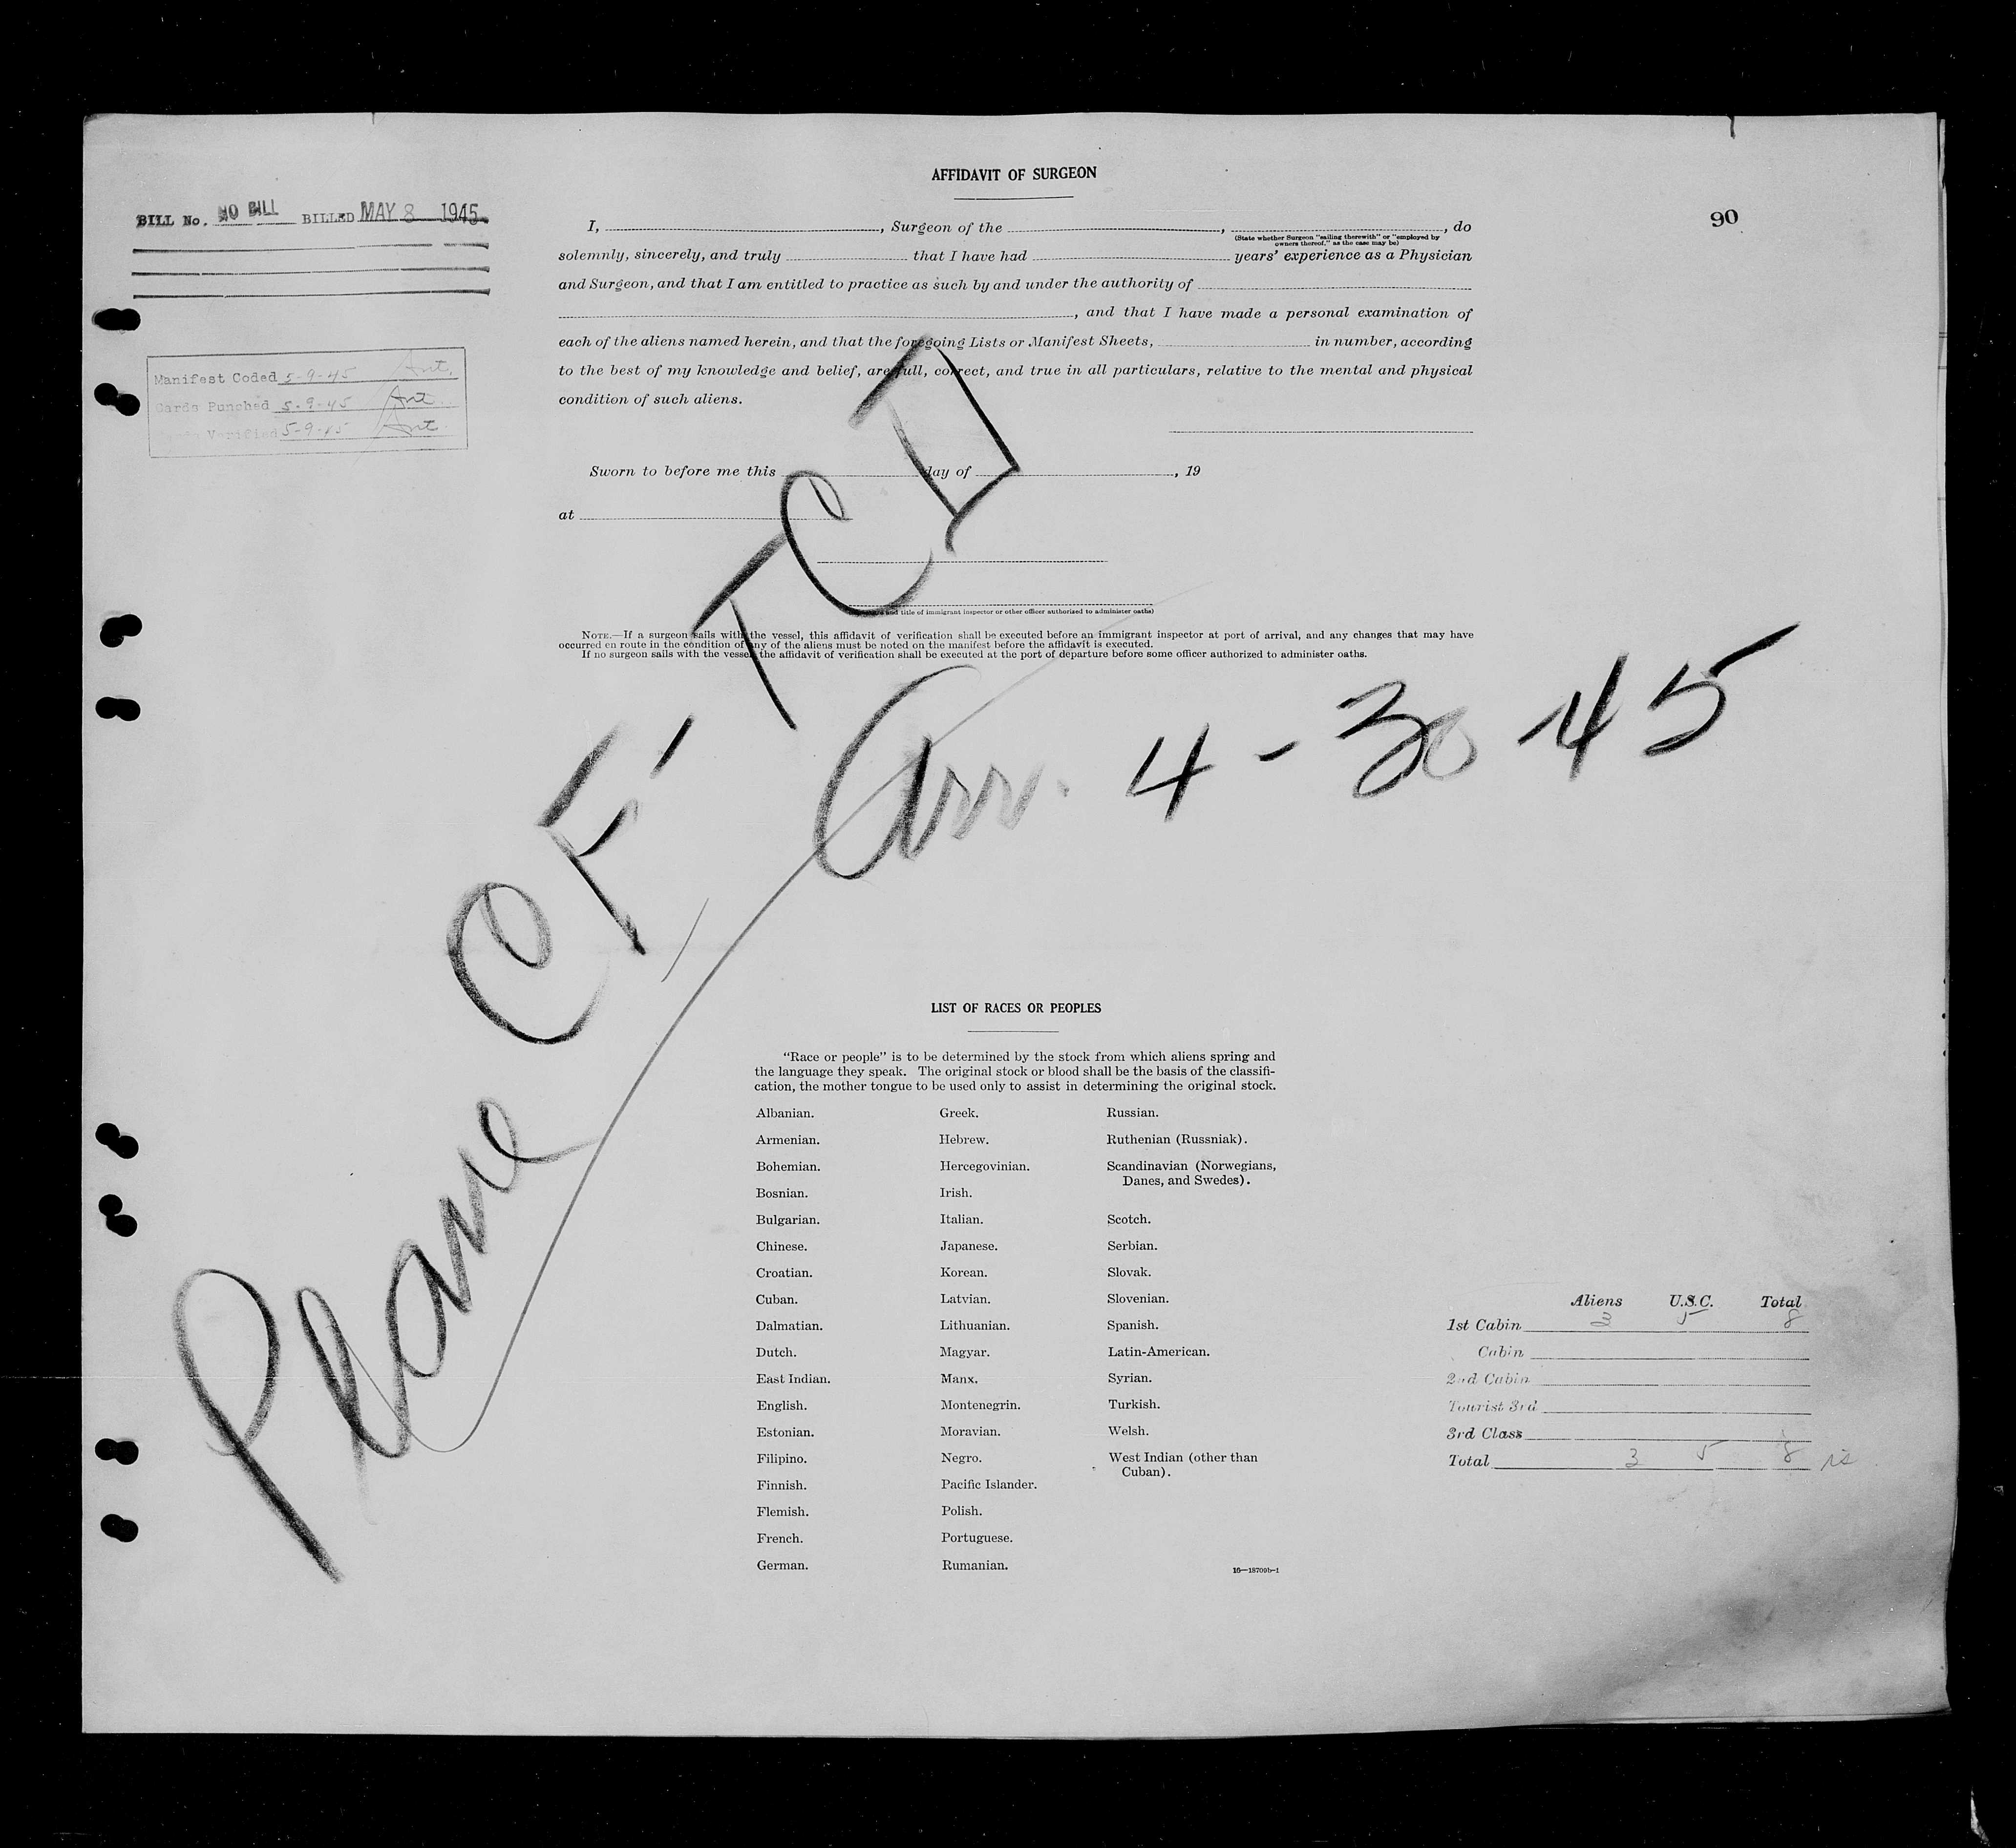 AFFIDAVIT OF SURGEON
90
BILL No. NO BILL BILLED MAY 8 1945
I, , Surgeon of the , , do
(State whether Surgeon "sailing therewith" or "employed by
owners thereof," as the case may be)
solemnly, sincerely, and truly that I have had years' experience as a Physician
and Surgeon, and that I am entitled to practice as such by and under the authority of
, and that I have made a personal examination of
each of the aliens named herein, and that the foregoing Lists or Manifest Sheets, in number, according
to the best of my knowledge and belief, are full, correct, and true in all particulars, relative to the mental and physical
condition of such aliens.
Manifest Coded 5-9-45 Ant.
Cards Punched 5-9-45 Ant.
Verified 5-9-45 Ant.
Sworn to before me this day of , 19
at
and title of immigrant inspector or other officer authorized to administer oaths)
NOTE.—If a surgeon sails with the vessel, this affidavit of verification shall be executed before an immigrant inspector at port of arrival, and any changes that may have
occurred en route in the condition of any of the aliens must be noted on the manifest before the affidavit is executed.
If no surgeon sails with the vessel, the affidavit of verification shall be executed at the port of departure before some officer authorized to administer oaths.
Plane CF-TCD
Arr. 4-30 45
LIST OF RACES OR PEOPLES
"Race or people" is to be determined by the stock from which aliens spring and
the language they speak. The original stock or blood shall be the basis of the classifi-
cation, the mother tongue to be used only to assist in determining the original stock.
Albanian.
Armenian.
Bohemian.
Bosnian.
Bulgarian.
Chinese.
Croatian.
Cuban.
Dalmatian.
Dutch.
East Indian.
English.
Estonian.
Filipino.
Finnish.
Flemish.
French.
German.
Greek.
Hebrew.
Hercegovinian.
Irish.
Italian.
Japanese.
Korean.
Latvian.
Lithuanian.
Magyar.
Manx.
Montenegrin.
Moravian.
Negro.
Pacific Islander.
Polish.
Portuguese.
Rumanian.
Russian.
Ruthenian (Russniak).
Scandinavian (Norwegians,
Danes, and Swedes).
Scotch.
Serbian.
Slovak.
Slovenian.
Spanish.
Latin-American.
Syrian.
Turkish.
Welsh.
West Indian (other than
Cuban).
16—18709b-1
Aliens U.S.C. Total
1st Cabin 3 5 8
Cabin
2nd Cabin
Tourist 3rd
3rd Class
Total 3 5 8